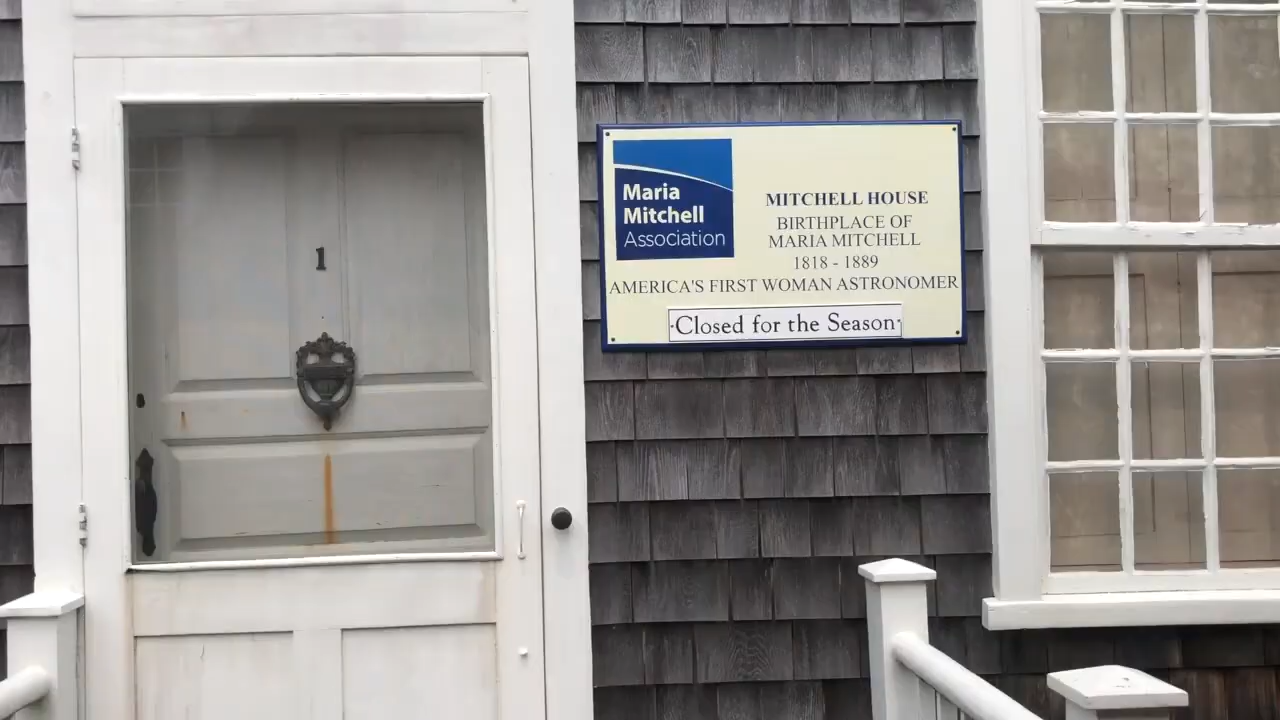 1
Maria
Mitchell
Association
MITCHELL HOUSE
BIRTHPLACE OF
MARIA MITCHELL
1818 - 1889
AMERICA'S FIRST WOMAN ASTRONOMER
·Closed for the Season·